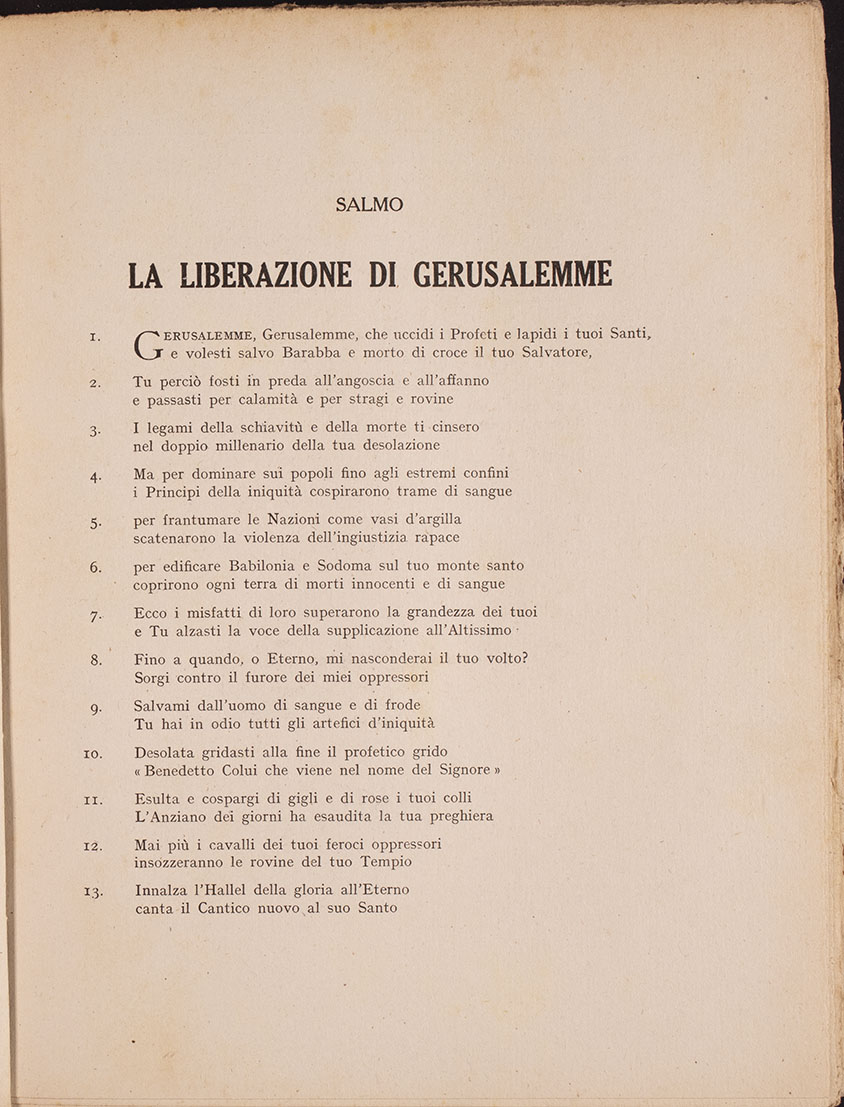 SALMO
LA LIBERAZIONE DI GERUSALEMME
1. GERUSALEMME, Gerusalemme, che uccidi i Profeti e lapidi i tuoi Santi,
e volesti salvo Barabba e morto di croce il tuo Salvatore,
2. Tu perciò fosti in preda all'angoscia e all'affanno
e passasti per calamità e per stragi e rovine
3. I legami della schiavitù e della morte ti cinsero
nel doppio millenario della tua desolazione
4. Ma per dominare sui popoli fino agli estremi confini
i Principi della iniquità cospirarono trame di sangue
5. per frantumare le Nazioni come vasi d'argilla
scatenarono la violenza dell'ingiustizia rapace
6. per edificare Babilonia e Sodoma sul tuo monte santo
coprirono ogni terra di morti innocenti e di sangue
7. Ecco i misfatti di loro superarono la grandezza dei tuoi
e Tu alzasti la voce della supplicazione all'Altissimo
8. Fino a quando, o Eterno, mi nasconderai il tuo volto?
Sorgi contro il furore dei miei oppressori
9. Salvami dall'uomo di sangue e di frode
Tu hai in odio tutti gli artefici d'iniquità
10. Desolata gridasti alla fine il profetico grido
« Benedetto Colui che viene nel nome del Signore »
11. Esulta e cospargi di gigli e di rose i tuoi colli
L'Anziano dei giorni ha esaudita la tua preghiera
12. Mai più i cavalli dei tuoi feroci oppressori
insozzeranno le rovine del tuo Tempio
13. Innalza l'Hallel della gloria all'Eterno
canta il Cantico nuovo al suo Santo